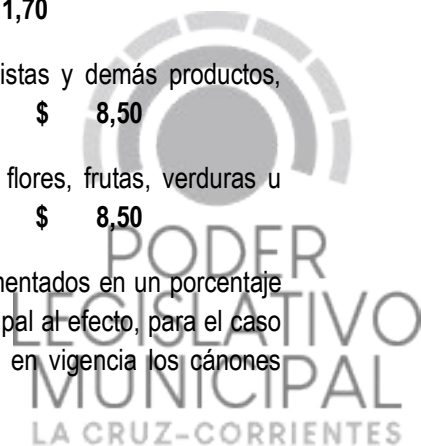 1,70
istas y demás productos,
$ 8,50
flores, frutas, verduras u
$ 8,50
mentados en un porcentaje
pal al efecto, para el caso
en vigencia los cánones
PODER
LEGISLATIVO
MUNICIPAL
LA CRUZ-CORRIENTES